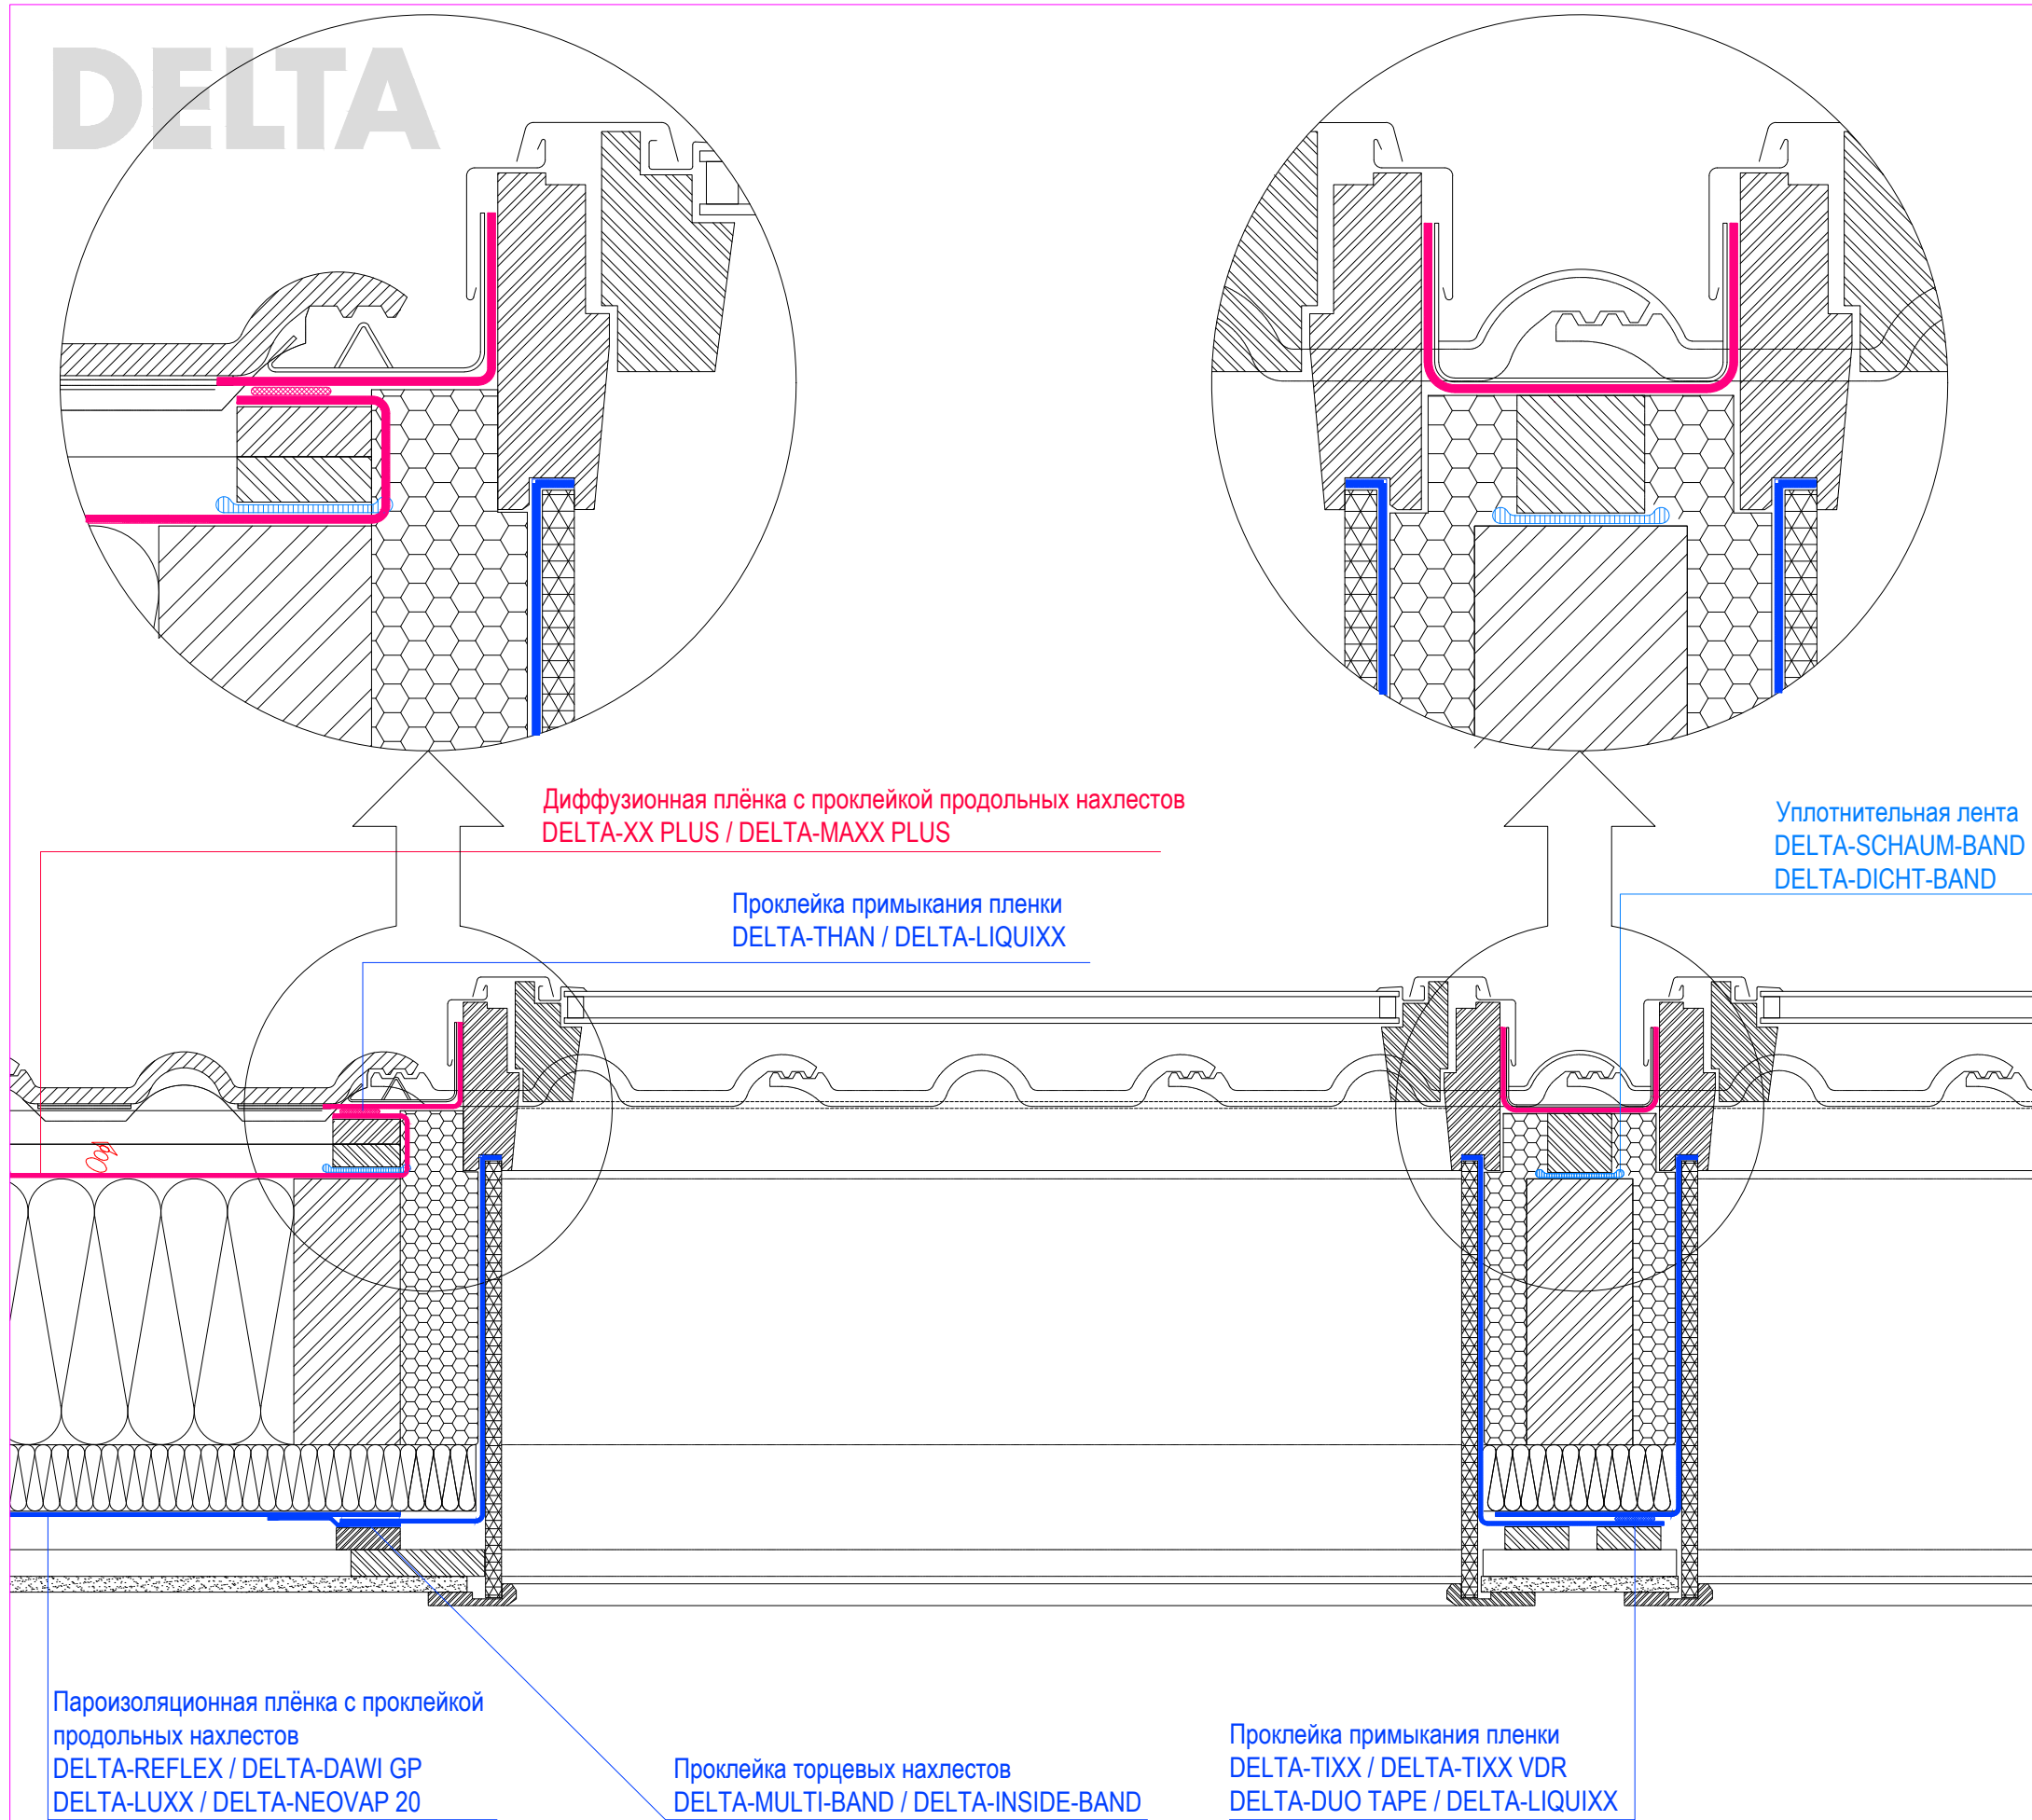 DELTA
Диффузионная плёнка с проклейкой продольных нахлестов
DELTA-XX PLUS / DELTA-MAXX PLUS
Уплотнительная лента
DELTA-SCHAUM-BAND
DELTA-DICHT-BAND
Проклейка примыкания пленки
DELTA-THAN / DELTA-LIQUIXX
Пароизоляционная плёнка с проклейкой
продольных нахлестов
DELTA-REFLEX / DELTA-DAWI GP
DELTA-LUXX / DELTA-NEOVAP 20
Проклейка торцевых нахлестов
DELTA-MULTI-BAND / DELTA-INSIDE-BAND
Проклейка примыкания пленки
DELTA-TIXX / DELTA-TIXX VDR
DELTA-DUO TAPE / DELTA-LIQUIXX